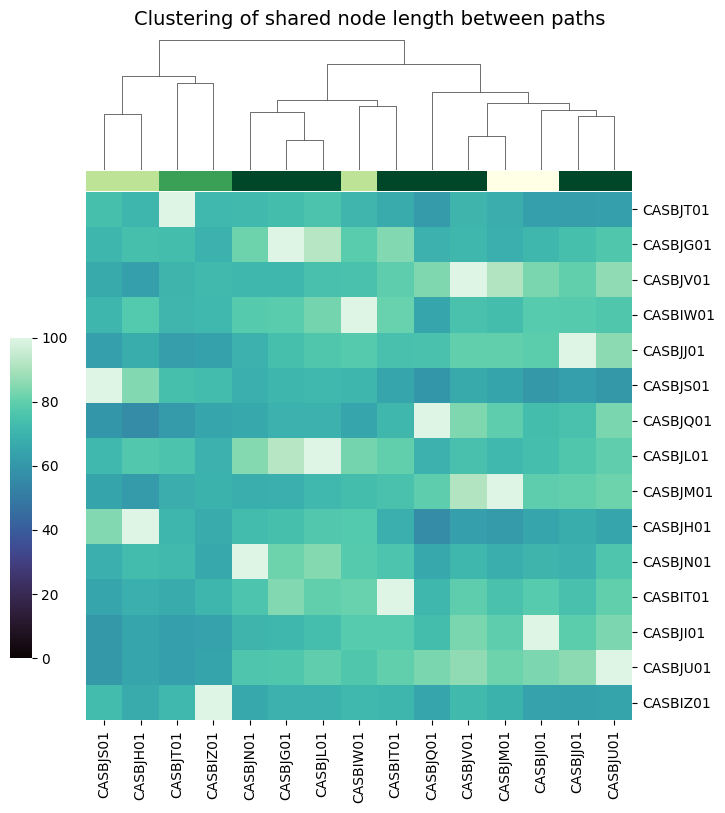 Clustering of shared node length between paths
CASBJT01
CASBJG01
CASBJV01
CASBIW01
CASBJJ01
CASBJS01
CASBJQ01
CASBJL01
CASBJM01
CASBJH01
CASBJN01
CASBIT01
CASBJI01
CASBJU01
CASBIZ01
100
80
60
40
20
0
CASBJS01
CASBJH01
CASBJT01
CASBIZ01
CASBJN01
CASBJG01
CASBJL01
CASBIW01
CASBIT01
CASBJQ01
CASBJV01
CASBJM01
CASBJI01
CASBJJ01
CASBJU01